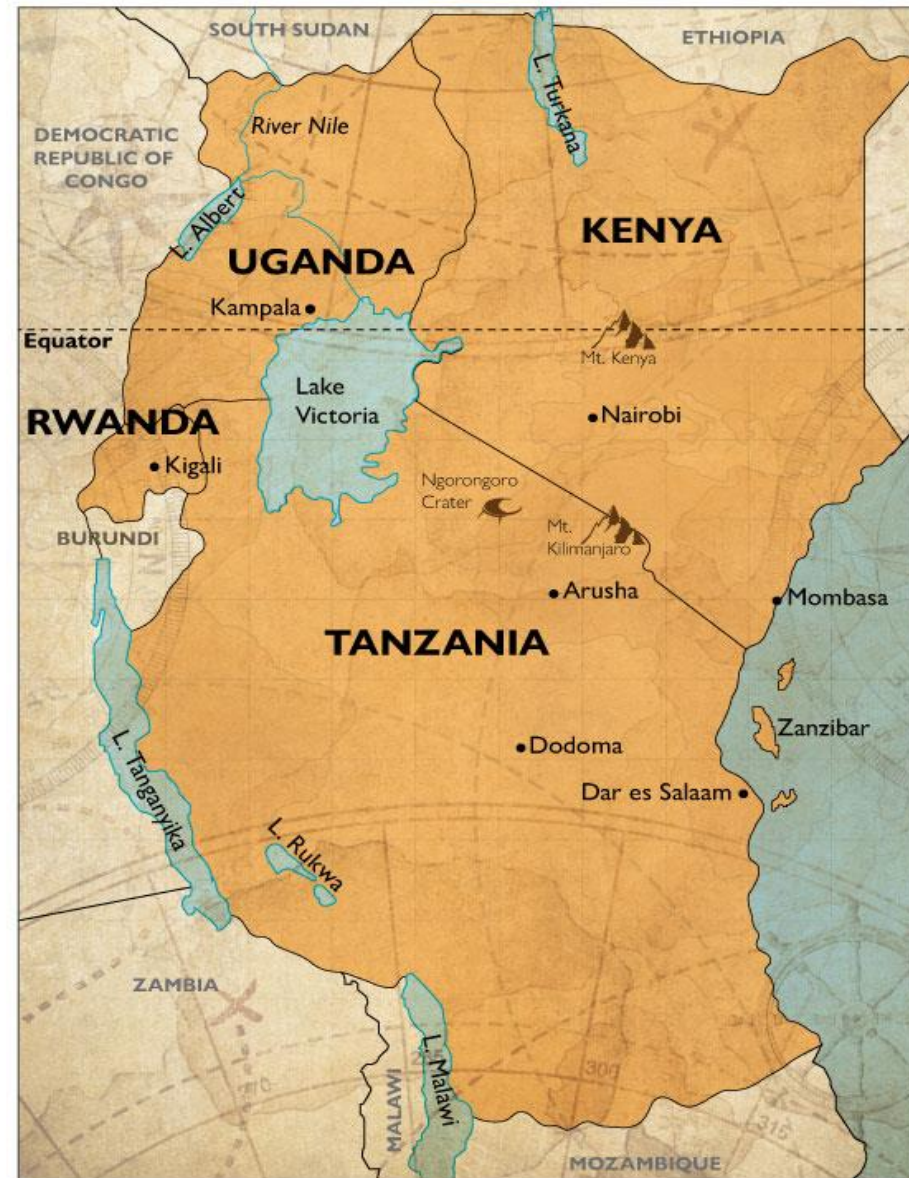 SOUTH SUDAN
ETHIOPIA
L. Turkana
River Nile
DEMOCRATIC
REPUBLIC OF
CONGO
L. Albert
KENYA
UGANDA
Kampala
Equator
Mt. Kenya
Lake
Victoria
RWANDA
Nairobi
Kigali
Ngorongoro
Crater
Mt.
Kilimanjaro
BURUNDI
Arusha
Mombasa
TANZANIA
Zanzibar
Dodoma
L. Tanganyika
Dar es Salaam
L. Rukwa
ZAMBIA
L. Malawi
MALAWI
300
315
MOZAMBIQUE